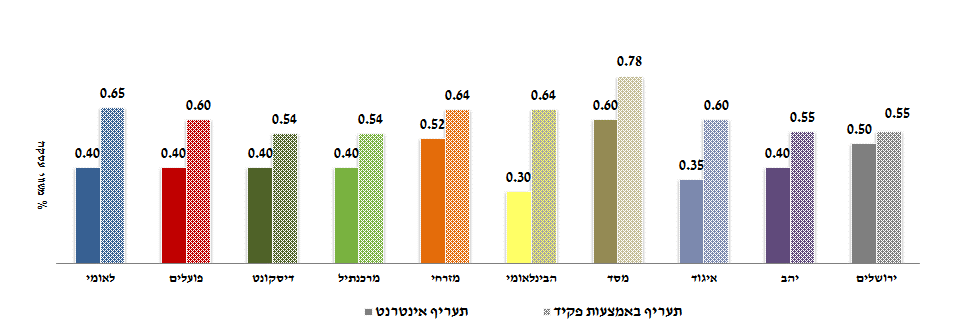 0.65 0.60 0.54 0.54 0.64 0.64 0.78 0.60 0.55 0.55
0.40 0.40 0.40 0.40 0.52 0.30 0.60 0.35 0.40 0.50
% משווי עסקה
לאומי פועלים דיסקונט מרכנתיל מזרחי הבינלאומי מסד איגוד יהב ירושלים
תעריף אינטרנט תעריף באמצעות פקיד